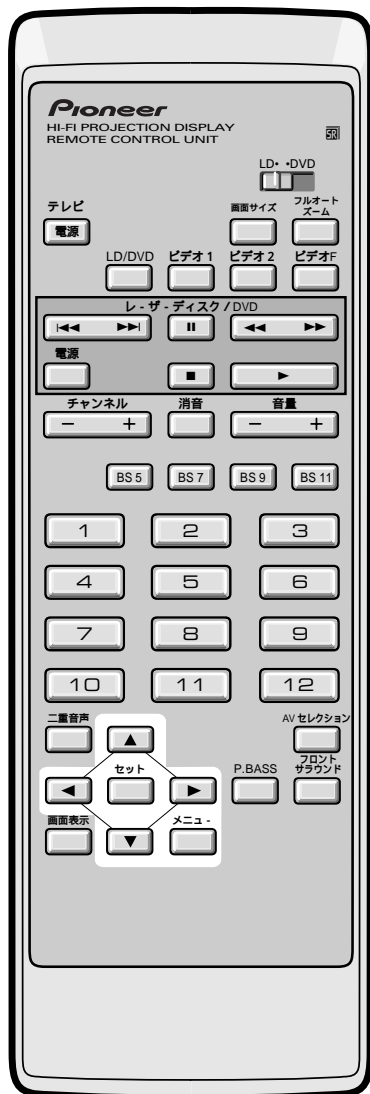 Pioneer
HI-FI PROJECTION DISPLAY
REMOTE CONTROL UNIT
SR
LD• •DVD
テレビ 画面サイズ フルオート
ズーム
電源
LD/DVD ビデオ 1 ビデオ 2 ビデオF
レ - ザ - ディスク / DVD
電源
チャンネル 消音 音量
− + − +
BS 5 BS 7 BS 9 BS 11
1 2 3
4 5 6
7 8 9
10 11 12
二重音声 AV セレクション
セット P.BASS フロント
サラウンド
画面表示 メニュ -